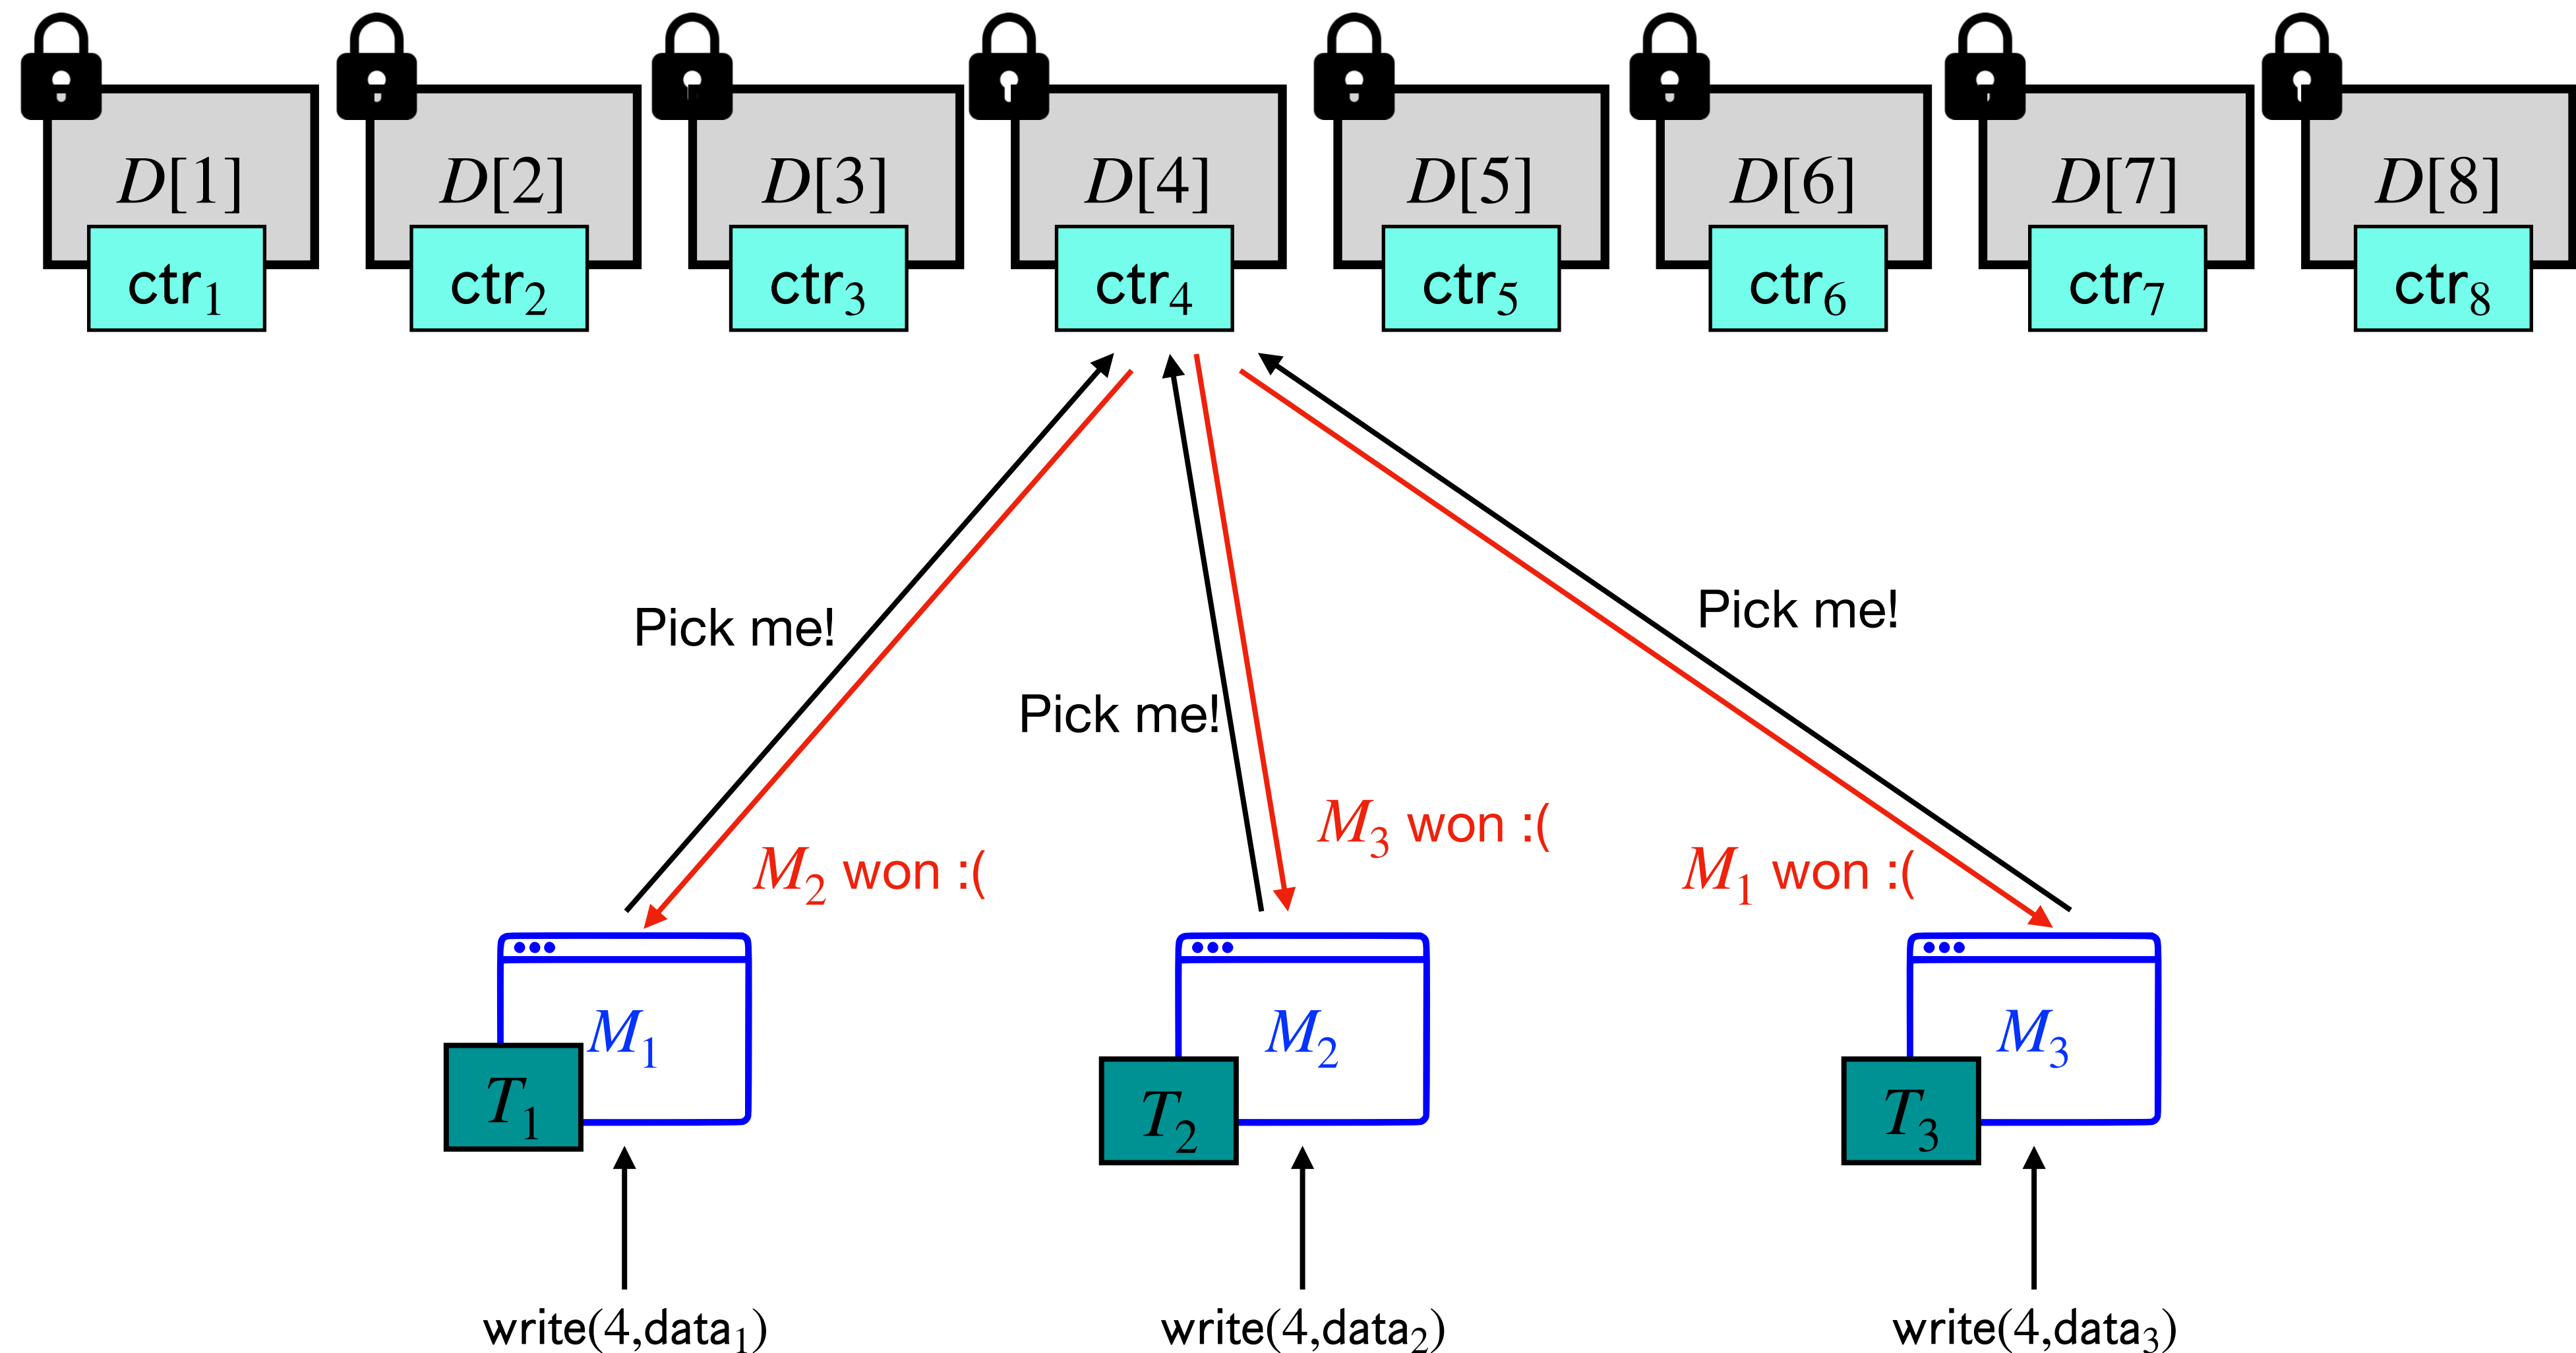 D[1] D[2] D[3] D[4] D[5] D[6] D[7] D[8]
ctr₁ ctr₂ ctr₃ ctr₄ ctr₅ ctr₆ ctr₇ ctr₈
Pick me!
Pick me!
Pick me!
M₂ won :(
M₃ won :(
M₁ won :(
M₁ M₂ M₃
T₁ T₂ T₃
write(4,data₁) write(4,data₂) write(4,data₃)